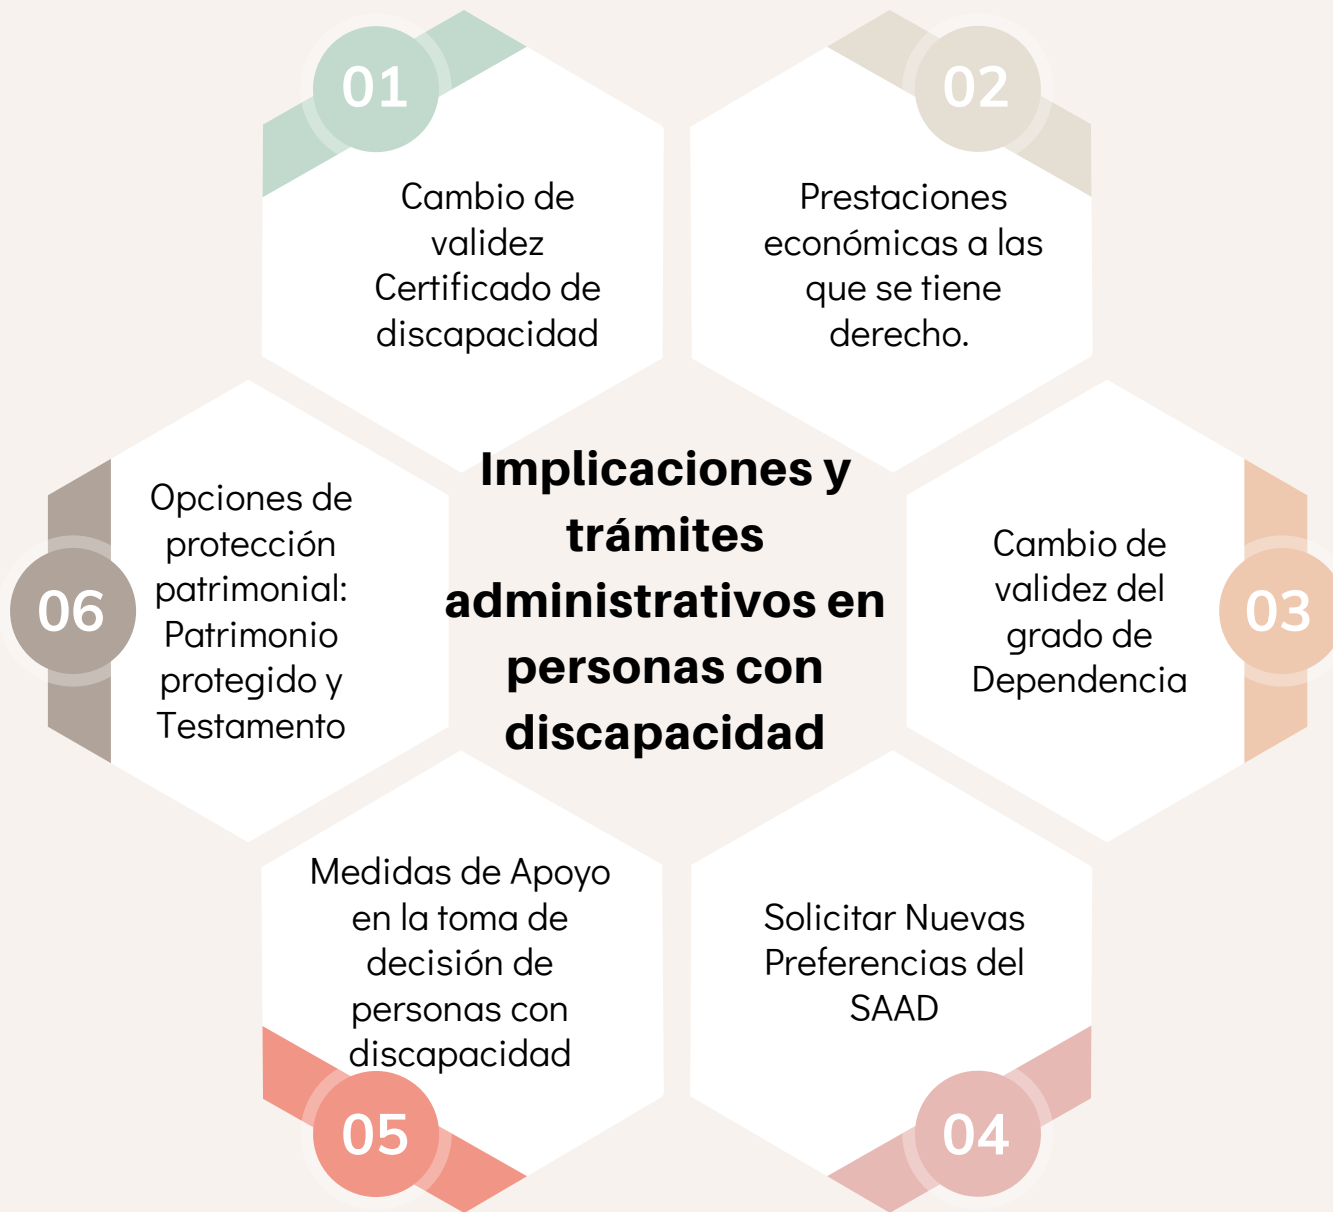 01
Cambio de
validez
Certificado de
discapacidad
02
Prestaciones
económicas a las
que se tiene
derecho.
Implicaciones y
trámites
administrativos en
personas con
discapacidad
03
Cambio de
validez del
grado de
Dependencia
04
Solicitar Nuevas
Preferencias del
SAAD
05
Medidas de Apoyo
en la toma de
decisión de
personas con
discapacidad
06
Opciones de
protección
patrimonial:
Patrimonio
protegido y
Testamento